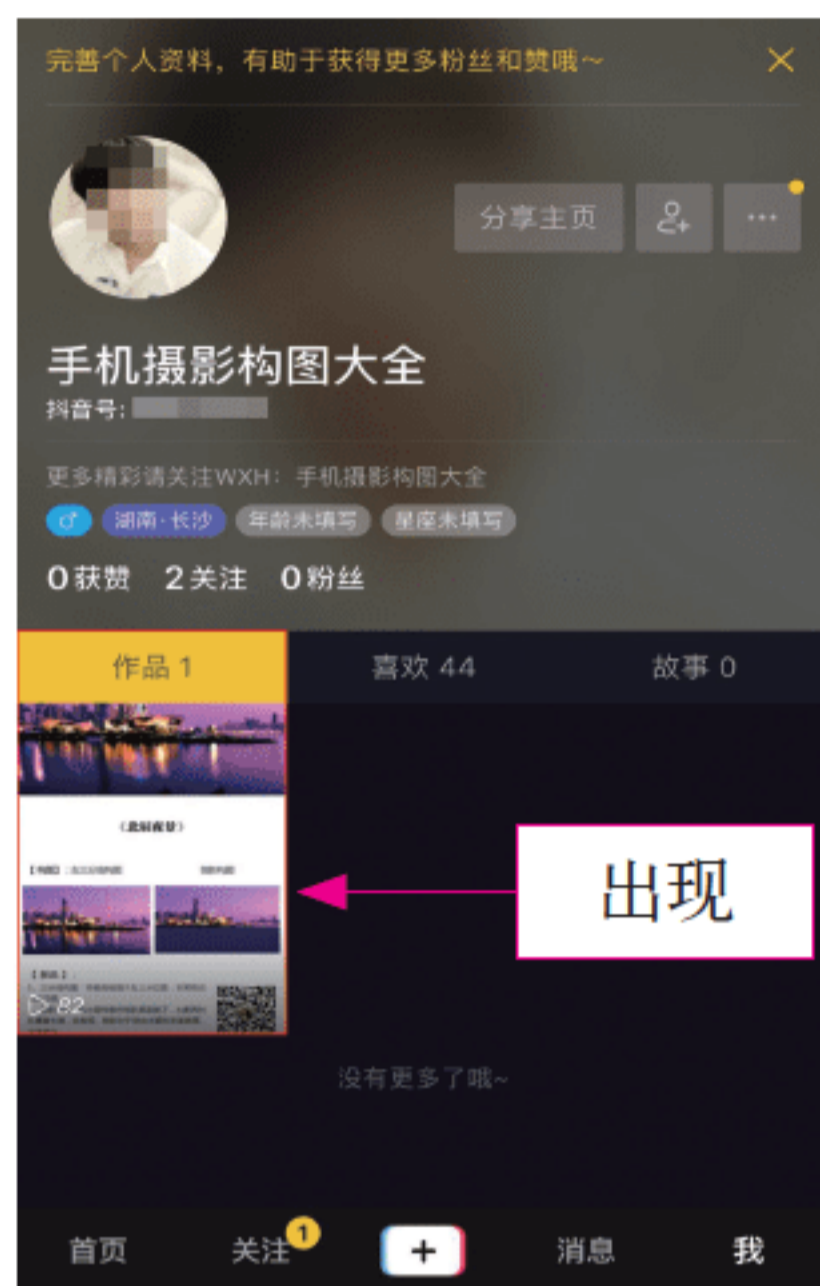 完善个人资料，有助于获得更多粉丝和赞哦~
分享主页
手机摄影构图大全
抖音号:
更多精彩请关注WXH：手机摄影构图大全
♂ 湖南·长沙 年龄未填写 星座未填写
0获赞 2关注 0粉丝
作品 1 喜欢 44 故事 0
出现
82
没有更多了哦~
首页 关注 1 + 消息 我